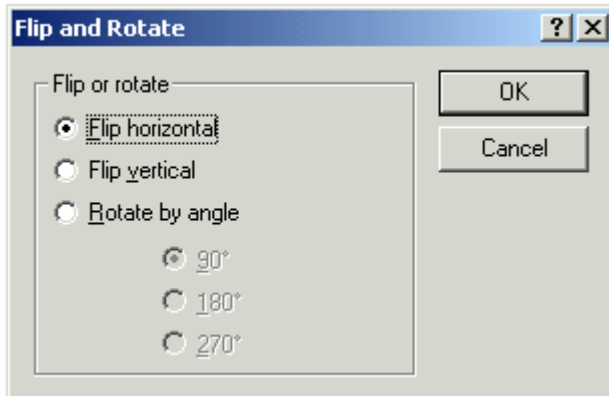 Flip and Rotate
Flip or rotate
Flip horizontal
Flip vertical
Rotate by angle
90°
180°
270°
OK
Cancel